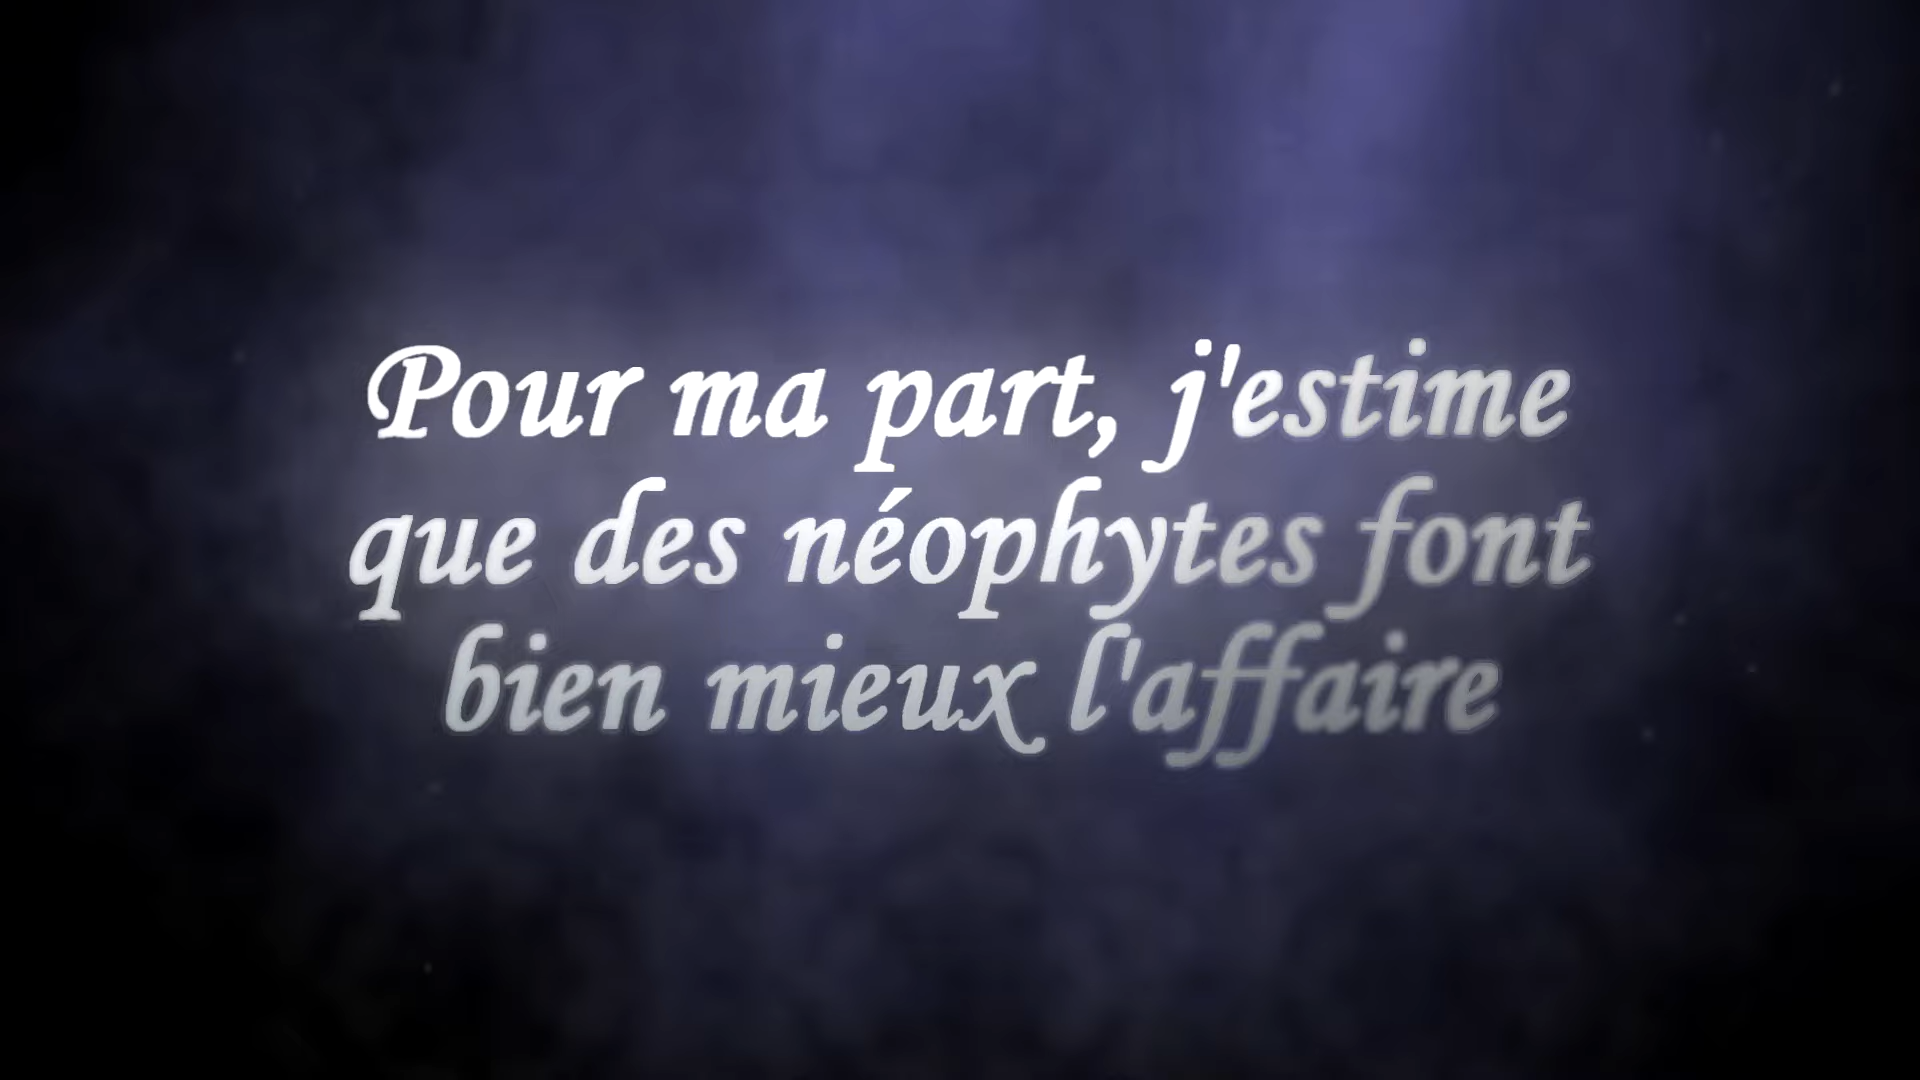 Pour ma part, j'estime
que des néophytes font
bien mieux l'affaire